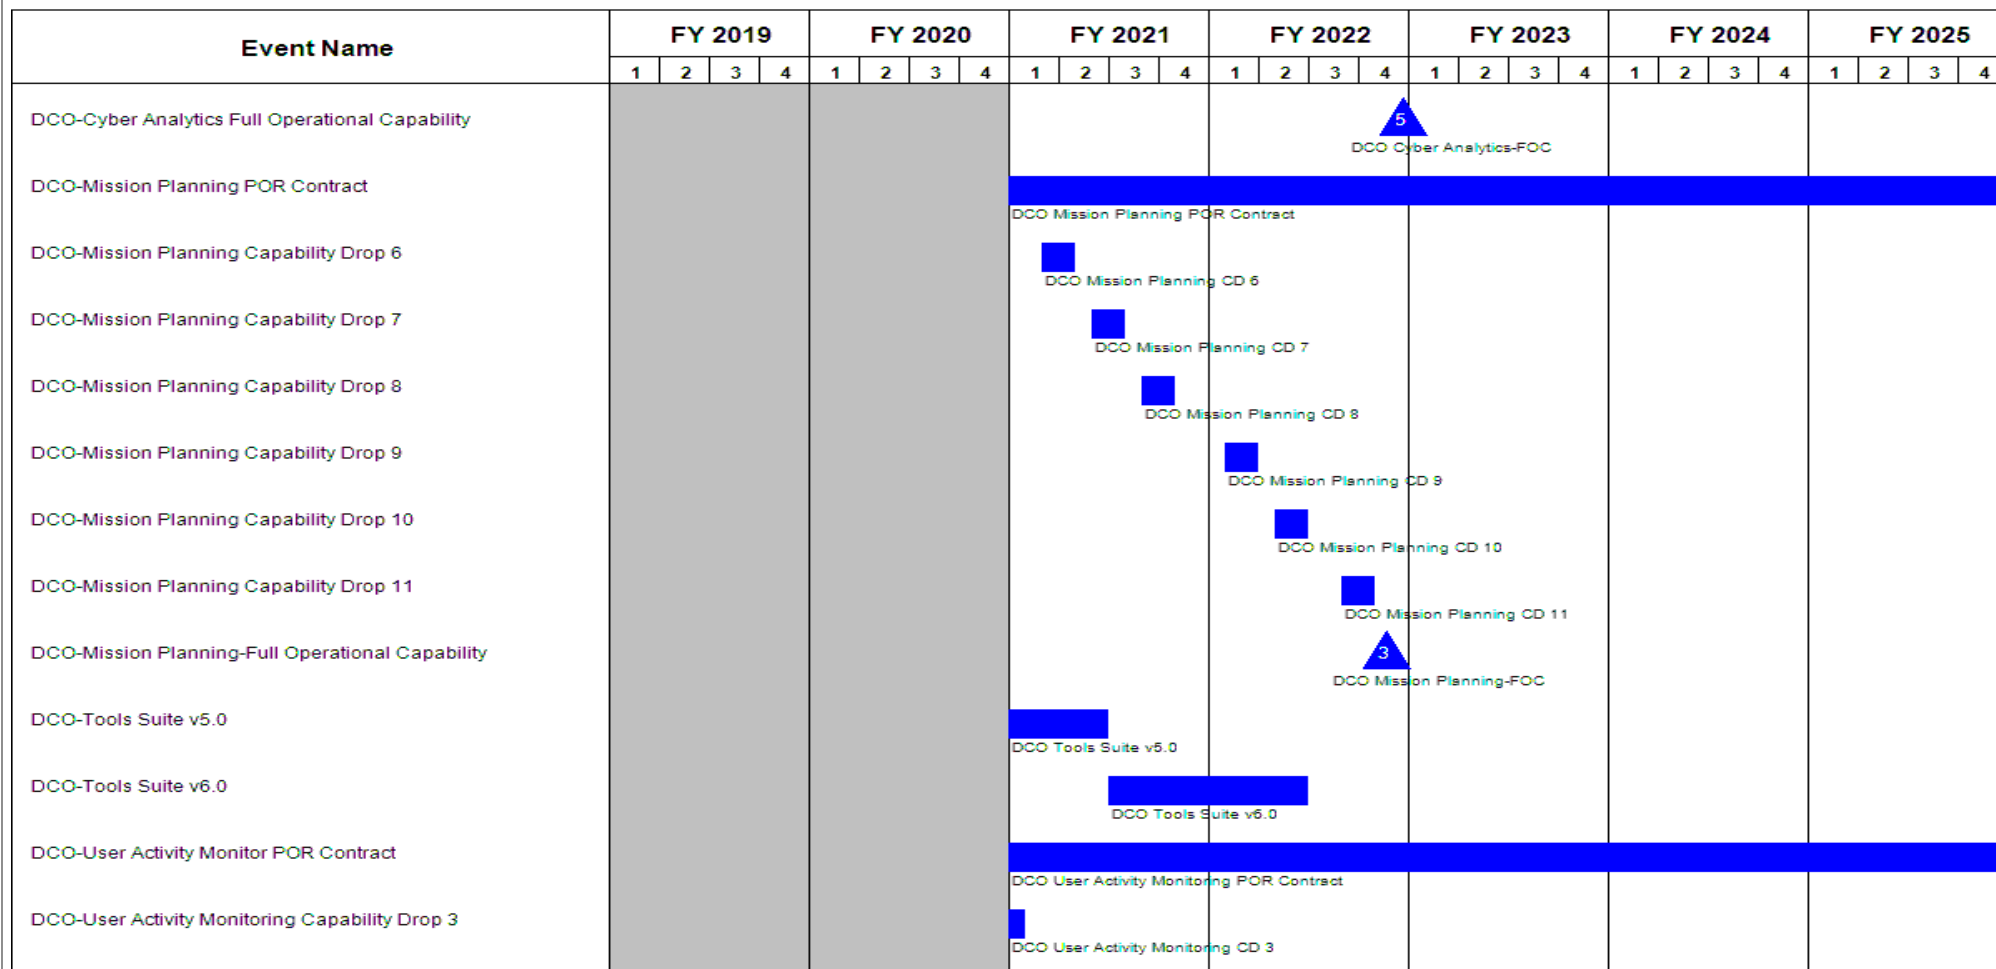 Event Name
FY 2019 FY 2020 FY 2021 FY 2022 FY 2023 FY 2024 FY 2025
1 2 3 4 1 2 3 4 1 2 3 4 1 2 3 4 1 2 3 4 1 2 3 4 1 2 3 4
DCO-Cyber Analytics Full Operational Capability
5
DCO Cyber Analytics-FOC
DCO-Mission Planning POR Contract
DCO Mission Planning POR Contract
DCO-Mission Planning Capability Drop 6
DCO Mission Planning CD 6
DCO-Mission Planning Capability Drop 7
DCO Mission Planning CD 7
DCO-Mission Planning Capability Drop 8
DCO Mission Planning CD 8
DCO-Mission Planning Capability Drop 9
DCO Mission Planning CD 9
DCO-Mission Planning Capability Drop 10
DCO Mission Planning CD 10
DCO-Mission Planning Capability Drop 11
DCO Mission Planning CD 11
DCO-Mission Planning-Full Operational Capability
3
DCO Mission Planning-FOC
DCO-Tools Suite v5.0
DCO Tools Suite v5.0
DCO-Tools Suite v6.0
DCO Tools Suite v6.0
DCO-User Activity Monitor POR Contract
DCO User Activity Monitoring POR Contract
DCO-User Activity Monitoring Capability Drop 3
DCO User Activity Monitoring CD 3